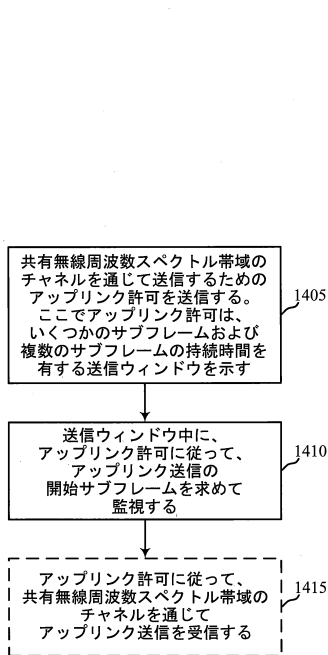 共有無線周波数スペクトル帯域の
チャネルを通じて送信するための
アップリンク許可を送信する。
ここでアップリンク許可は、
いくつかのサブフレームおよび
複数のサブフレームの持続時間を
有する送信ウィンドウを示す
1405
送信ウィンドウ中に、
アップリンク許可に従って、
アップリンク送信の
開始サブフレームを求めて
監視する
1410
アップリンク許可に従って、
共有無線周波数スペクトル帯域の
チャネルを通じて
アップリンク送信を受信する
1415